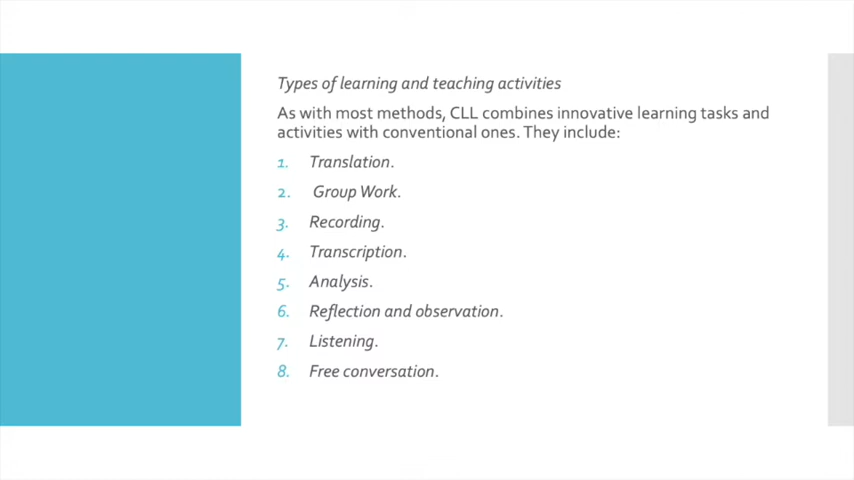 Types of learning and teaching activities
As with most methods, CLL combines innovative learning tasks and
activities with conventional ones. They include:
1. Translation.
2. Group Work.
3. Recording.
4. Transcription.
5. Analysis.
6. Reflection and observation.
7. Listening.
8. Free conversation.